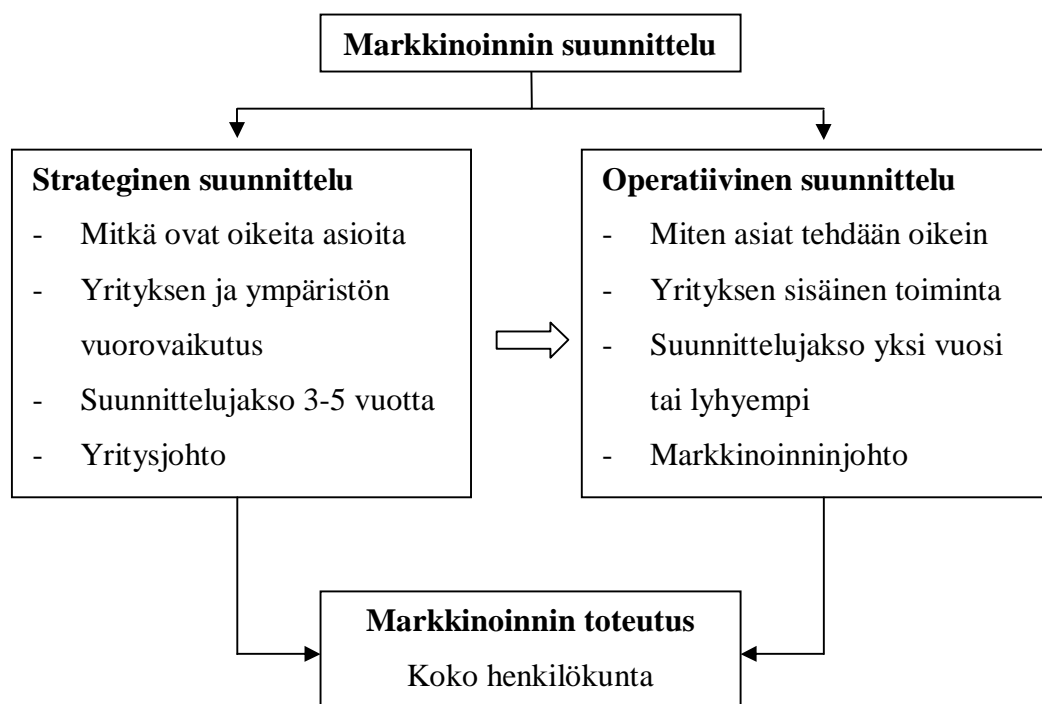 Markkinoinnin suunnittelu
Strateginen suunnittelu
- Mitkä ovat oikeita asioita
- Yrityksen ja ympäristön
vuorovaikutus
- Suunnittelujakso 3-5 vuotta
- Yritysjohto
Operatiivinen suunnittelu
- Miten asiat tehdään oikein
- Yrityksen sisäinen toiminta
- Suunnittelujakso yksi vuosi
tai lyhyempi
- Markkinoinninjohto
Markkinoinnin toteutus
Koko henkilökunta